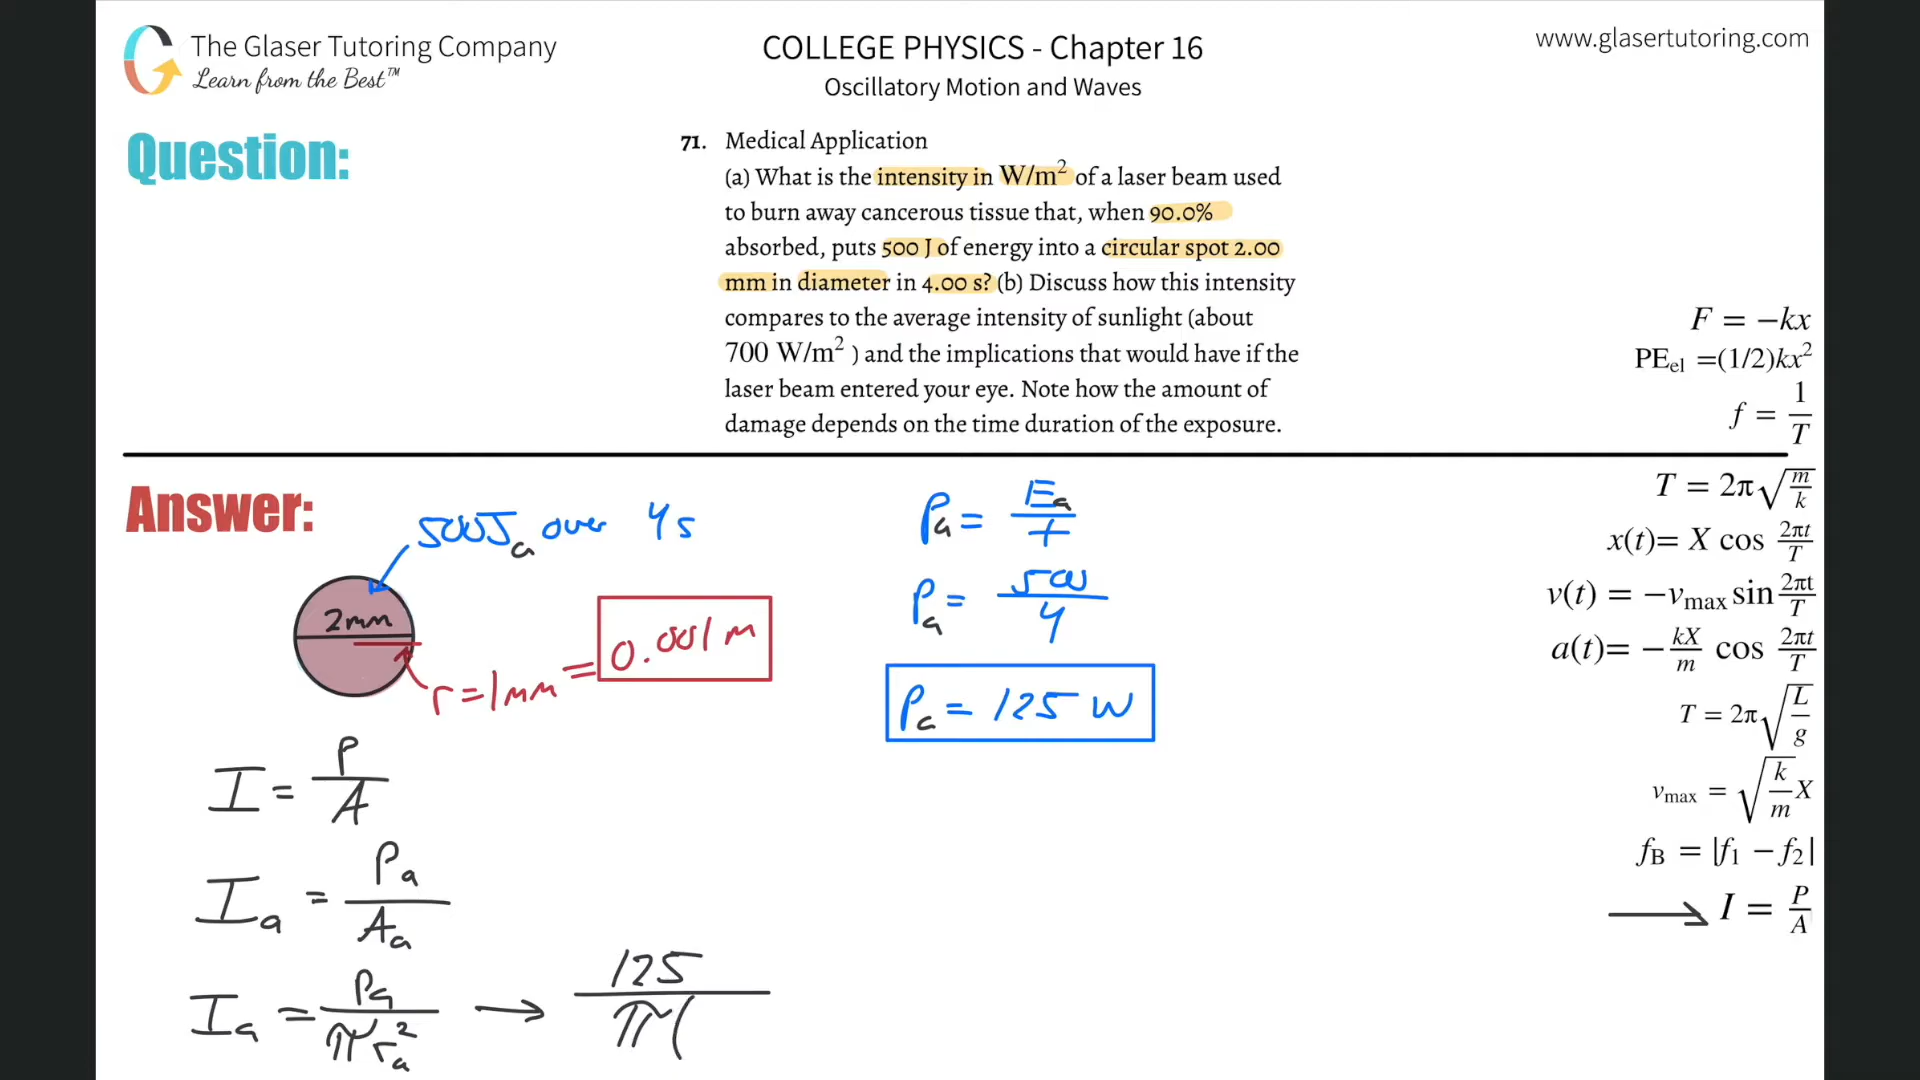 The Glaser Tutoring Company
Learn from the Best™
COLLEGE PHYSICS - Chapter 16
Oscillatory Motion and Waves
www.glasertutoring.com
Question:
71. Medical Application
(a) What is the intensity in W/m² of a laser beam used
to burn away cancerous tissue that, when 90.0%
absorbed, puts 500 J of energy into a circular spot 2.00
mm in diameter in 4.00 s? (b) Discuss how this intensity
compares to the average intensity of sunlight (about
700 W/m² ) and the implications that would have if the
laser beam entered your eye. Note how the amount of
damage depends on the time duration of the exposure.
F = −kx
PEₑₗ =(1/2)kx²
f = 1/T
T = 2π√(m/k)
x(t)= X cos 2πt/T
v(t) = −vmax sin 2πt/T
a(t)= − kX/m cos 2πt/T
T = 2π√(L/g)
vmax = √(k/m) X
fB = |f₁ − f₂|
I = P/A
Answer:
500Jₐ over 4s
2mm
r = 1mm = 0.001m
Pₐ = Eₐ/t
Pₐ = 500/4
Pₐ = 125 W
I = P/A
Iₐ = Pₐ/Aₐ
Iₐ = Pₐ/πrₐ² → 125/π(